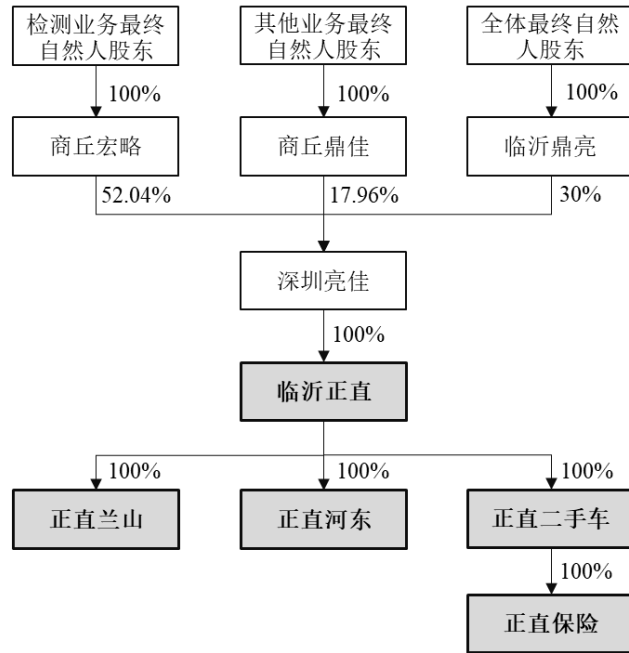 检测业务最终
自然人股东
其他业务最终
自然人股东
全体最终自然
人股东
100%
100%
100%
商丘宏略
商丘鼎佳
临沂鼎亮
52.04%
17.96%
30%
深圳亮佳
100%
临沂正直
100%
100%
100%
正直兰山
正直河东
正直二手车
100%
正直保险